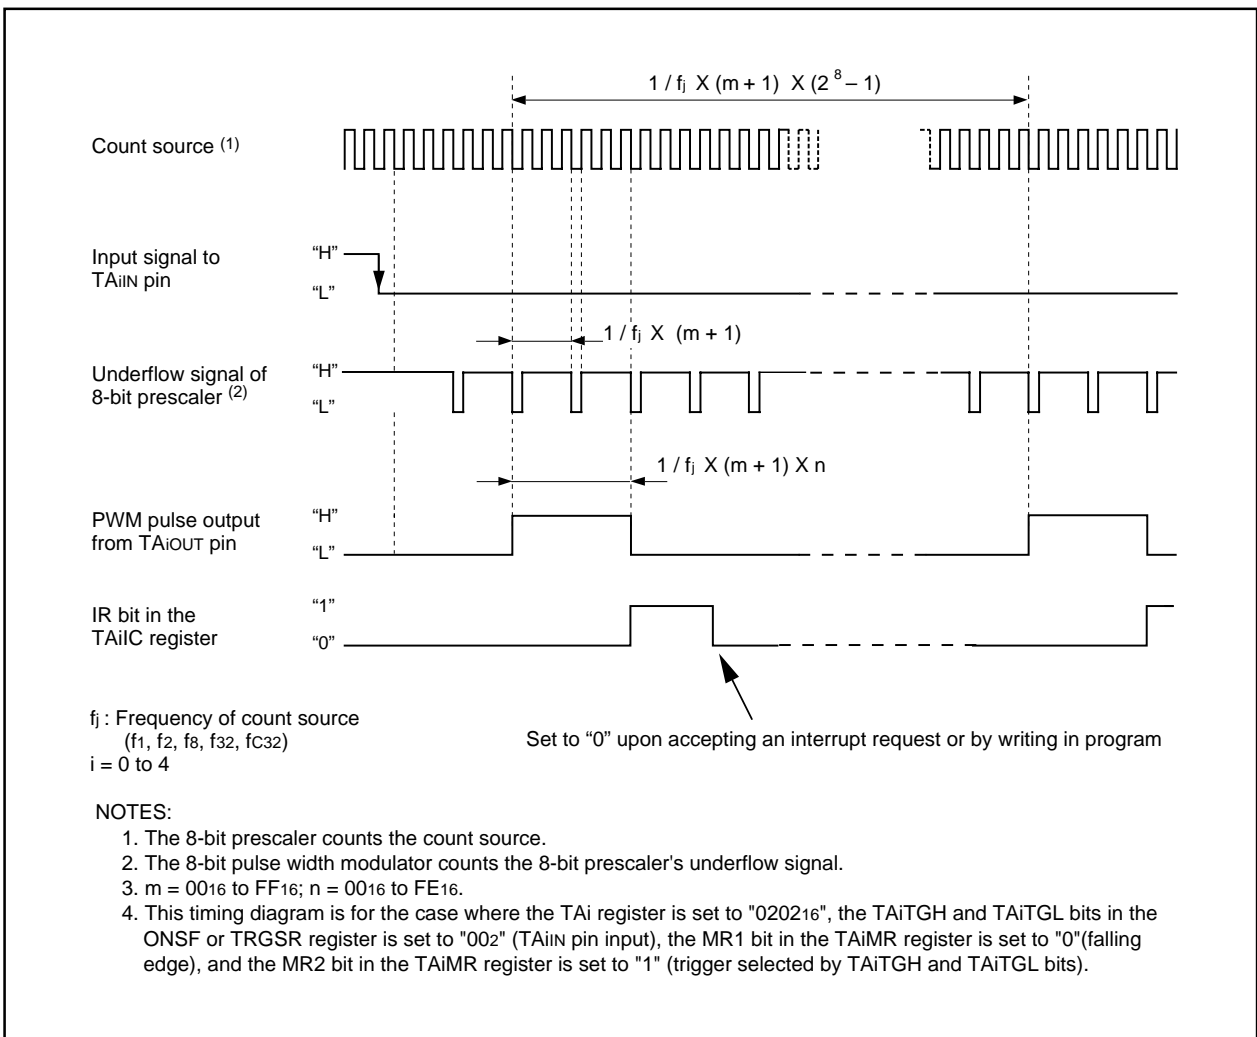 1 / fj X (m + 1) X (2 8 – 1)
Count source (1)
Input signal to
TAiIN pin
“H”
“L”
1 / fj X (m + 1)
Underflow signal of
8-bit prescaler (2)
“H”
“L”
1 / fj X (m + 1) X n
PWM pulse output
from TAiOUT pin
“H”
“L”
IR bit in the
TAiIC register
“1”
“0”
fj : Frequency of count source
(f1, f2, f8, f32, fC32)
i = 0 to 4
Set to “0” upon accepting an interrupt request or by writing in program
NOTES:
1. The 8-bit prescaler counts the count source.
2. The 8-bit pulse width modulator counts the 8-bit prescaler's underflow signal.
3. m = 0016 to FF16; n = 0016 to FE16.
4. This timing diagram is for the case where the TAi register is set to "020216", the TAiTGH and TAiTGL bits in the
ONSF or TRGSR register is set to "002" (TAiIN pin input), the MR1 bit in the TAiMR register is set to "0"(falling
edge), and the MR2 bit in the TAiMR register is set to "1" (trigger selected by TAiTGH and TAiTGL bits).